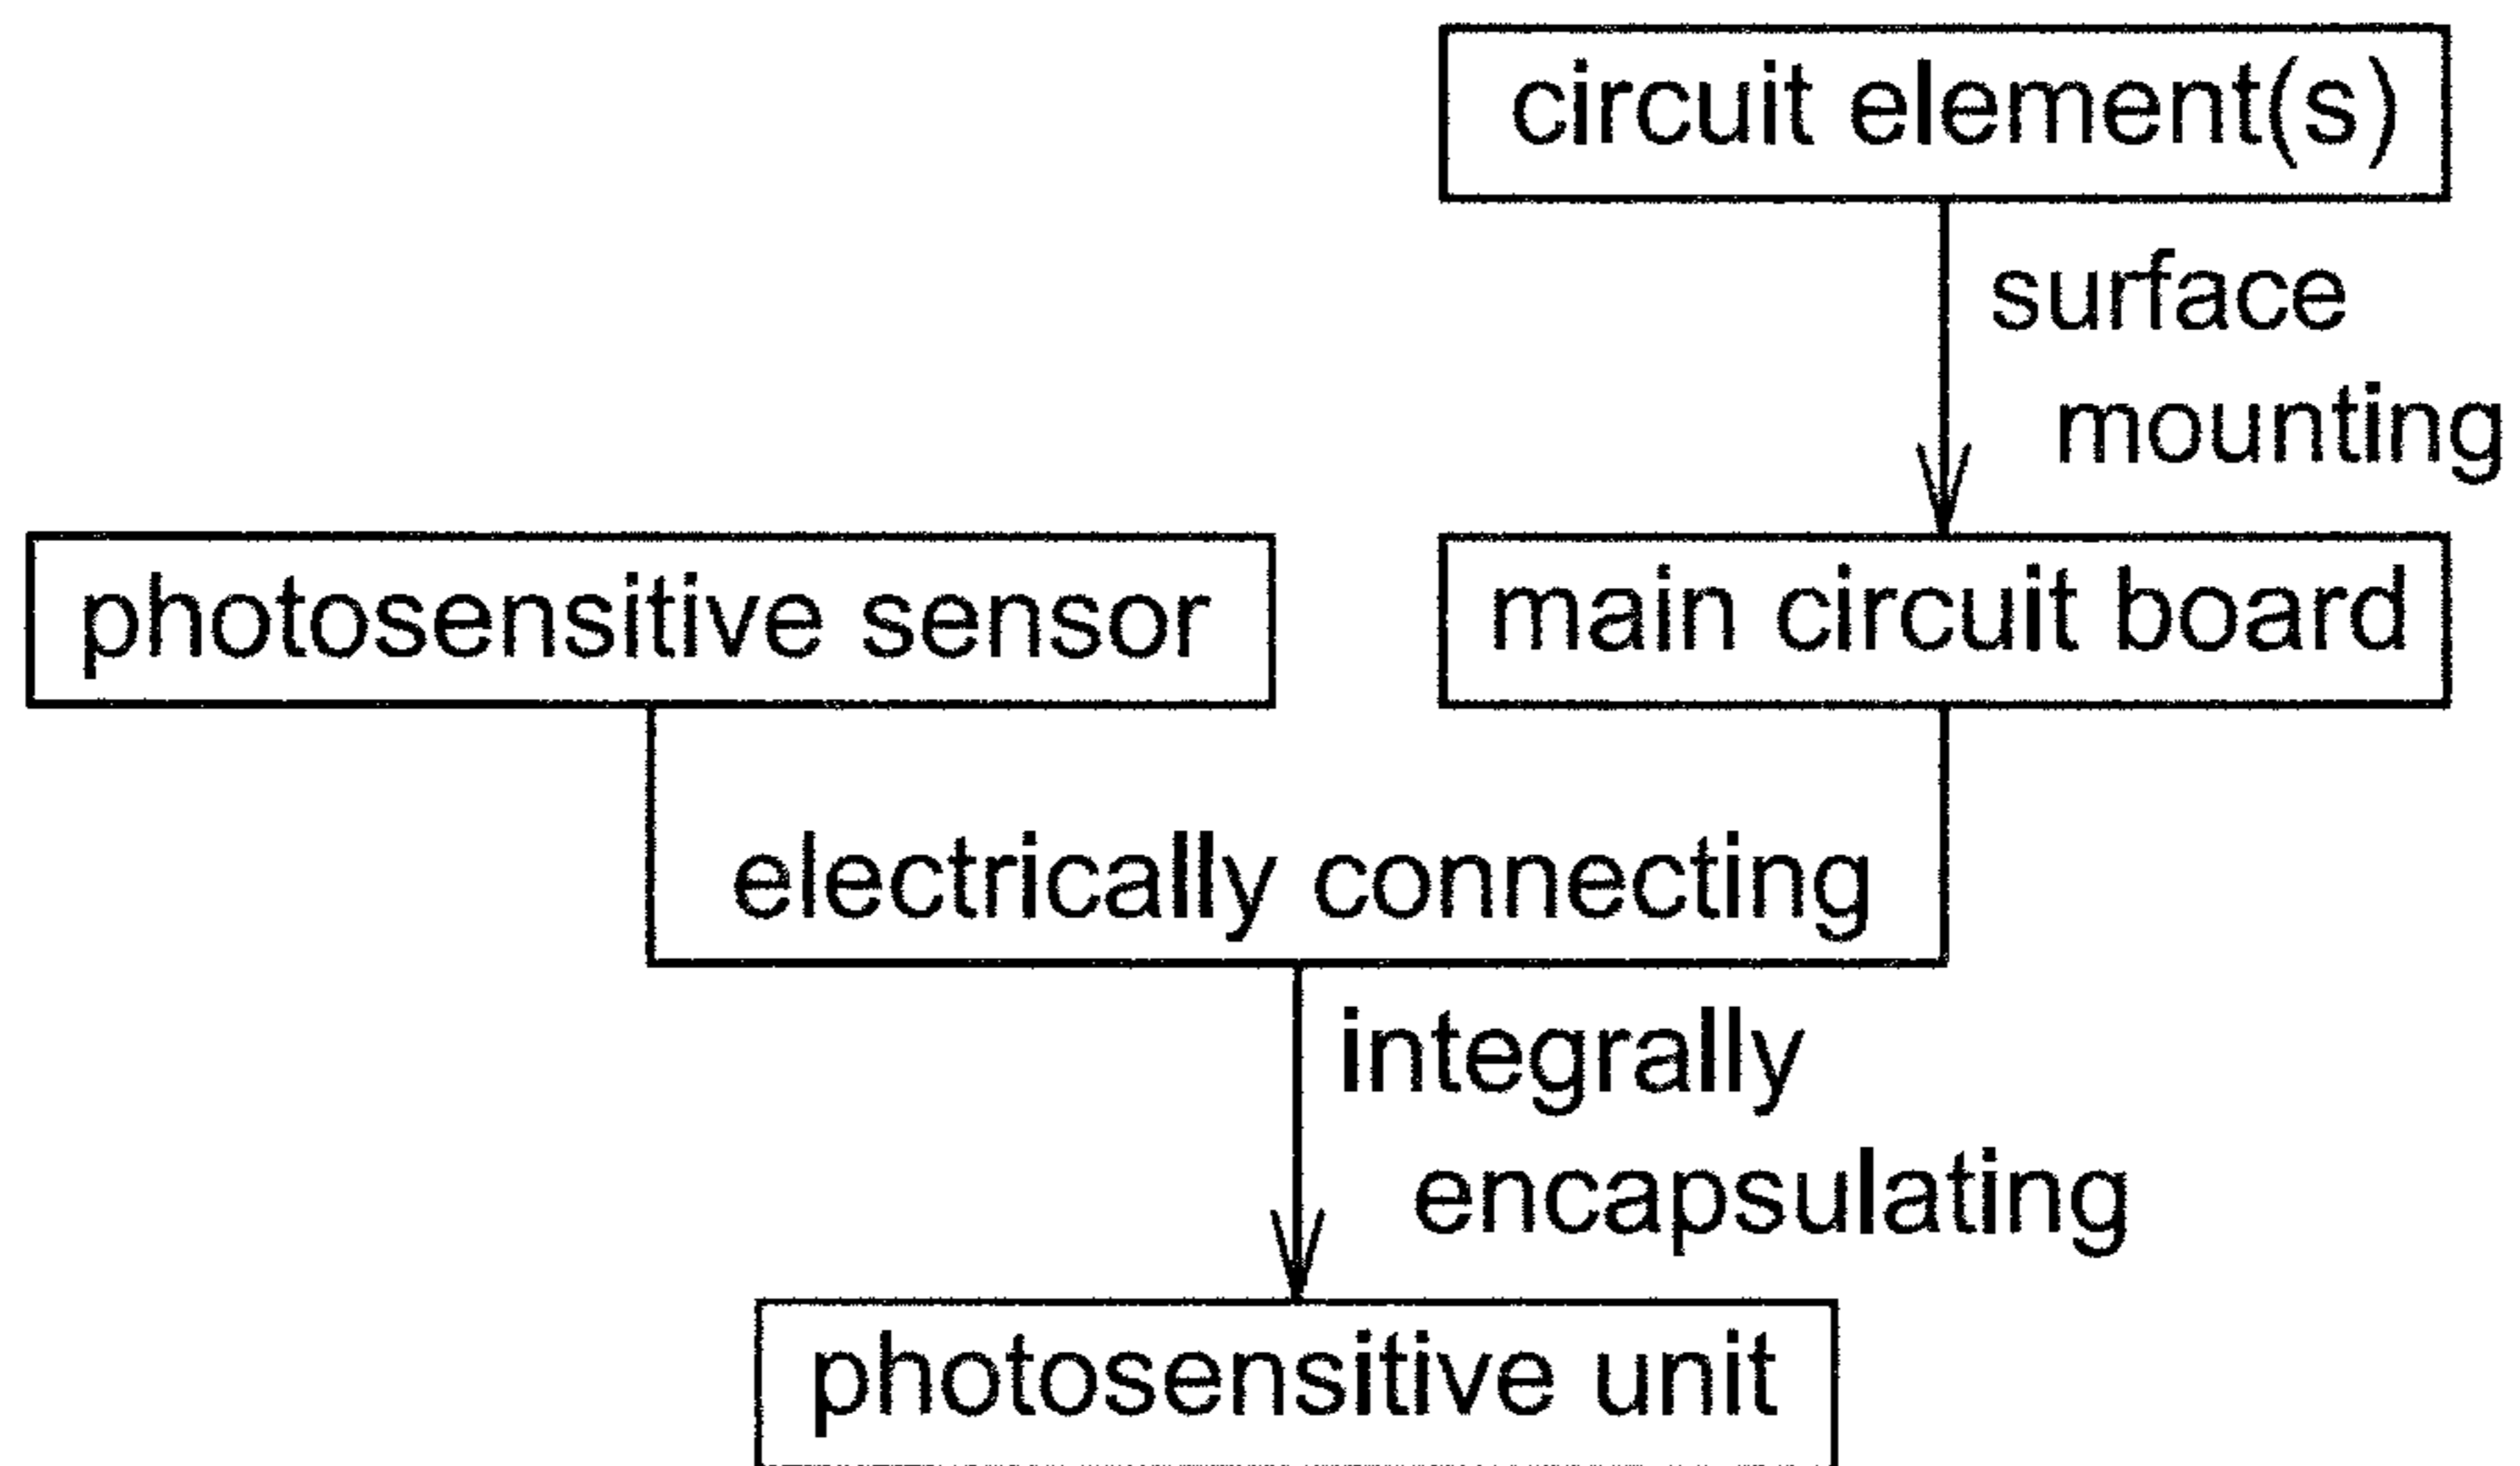 circuit element(s)
surface
mounting
photosensitive sensor
main circuit board
electrically connecting
integrally
encapsulating
photosensitive unit